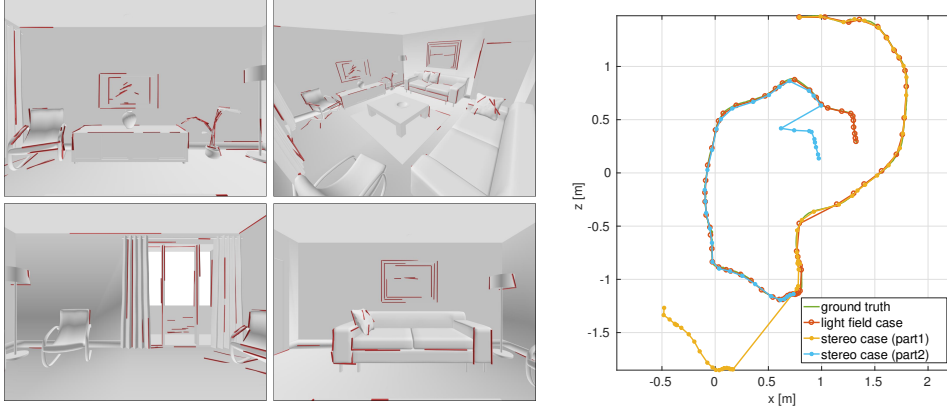 1
0.5
0
-0.5
-1
-1.5
z [m]
ground truth
light field case
stereo case (part1)
stereo case (part2)
-0.5 0 0.5 1 1.5 2
x [m]